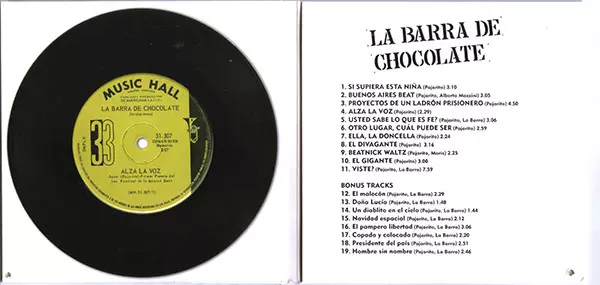 MUSIC HALL
LA BARRA DE CHOCOLATE
33
31.307
ALZA LA VOZ
LA BARRA DE
CHOCOLATE
1. SI SUPIERA ESTA NIÑA (Pajarito) 3.10
2. BUENOS AIRES BEAT (Pajarito, Alberto Massini) 3.05
3. PROYECTOS DE UN LADRÓN PRISIONERO (Pajarito) 4.50
4. ALZA LA VOZ (Pajarito) (2.29)
5. USTED SABE LO QUE ES FE? (Pajarito, La Barra) 3.06
6. OTRO LUGAR, CUÁL PUEDE SER (Pajarito) 2.59
7. ELLA, LA DONCELLA (Pajarito) 2.24
8. EL DIVAGANTE (Pajarito) 3.16
9. BEATNICK WALTZ (Pajarito, Moris) 2.25
10. EL GIGANTE (Pajarito) 3.00
11. VISTE? (Pajarito, La Barra) 7.59
BONUS TRACKS
12. El malecón (Pajarito, La Barra) 2.29
13. Doña Lucía (Pajarito) 1.48
14. Un diablito en el cielo (Pajarito, La Barra) 1.44
15. Navidad espacial (Pajarito, La Barra) 2.12
16. El pampero libertad (Pajarito, La Barra) 3.06
17. Copado y colocado (Pajarito, La Barra) 2.20
18. Presidente del país (Pajarito, La Barra) 2.51
19. Hombre sin nombre (Pajarito, La Barra) 2.46